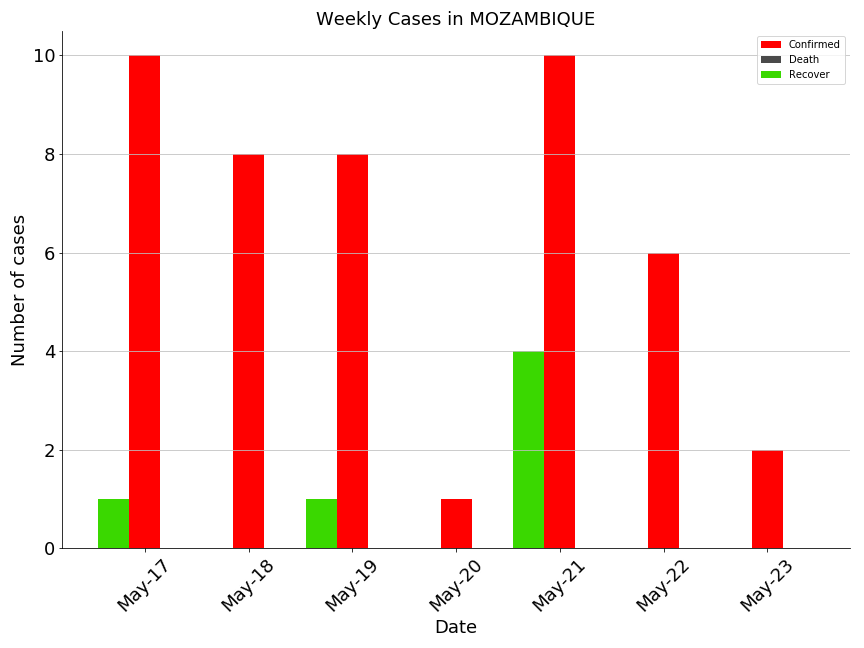 Weekly Cases in MOZAMBIQUE
Confirmed
Death
Recover
Number of cases
10
8
6
4
2
0
May-17
May-18
May-19
May-20
May-21
May-22
May-23
Date